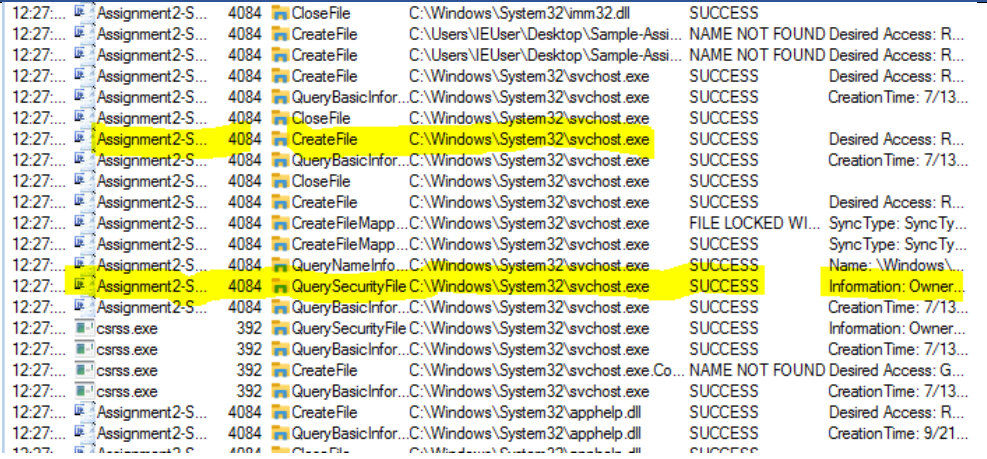 12:27:... Assignment2-S... 4084 CloseFile C:\Windows\System32\imm32.dll SUCCESS
12:27:... Assignment2-S... 4084 CreateFile C:\Users\IEUser\Desktop\Sample-Assi... NAME NOT FOUND Desired Access: R...
12:27:... Assignment2-S... 4084 CreateFile C:\Users\IEUser\Desktop\Sample-Assi... NAME NOT FOUND Desired Access: R...
12:27:... Assignment2-S... 4084 CreateFile C:\Windows\System32\svchost.exe SUCCESS Desired Access: R...
12:27:... Assignment2-S... 4084 QueryBasicInfor... C:\Windows\System32\svchost.exe SUCCESS CreationTime: 7/13...
12:27:... Assignment2-S... 4084 CloseFile C:\Windows\System32\svchost.exe SUCCESS
12:27:... Assignment2-S... 4084 CreateFile C:\Windows\System32\svchost.exe SUCCESS Desired Access: R...
12:27:... Assignment2-S... 4084 QueryBasicInfor... C:\Windows\System32\svchost.exe SUCCESS CreationTime: 7/13...
12:27:... Assignment2-S... 4084 CloseFile C:\Windows\System32\svchost.exe SUCCESS
12:27:... Assignment2-S... 4084 CreateFile C:\Windows\System32\svchost.exe SUCCESS Desired Access: R...
12:27:... Assignment2-S... 4084 CreateFileMapp... C:\Windows\System32\svchost.exe FILE LOCKED WI... SyncType: SyncTy...
12:27:... Assignment2-S... 4084 CreateFileMapp... C:\Windows\System32\svchost.exe SUCCESS SyncType: SyncTy...
12:27:... Assignment2-S... 4084 QueryNameInfo... C:\Windows\System32\svchost.exe SUCCESS Name: \Windows\...
12:27:... Assignment2-S... 4084 QuerySecurityFile C:\Windows\System32\svchost.exe SUCCESS Information: Owner...
12:27:... Assignment2-S... 4084 QueryBasicInfor... C:\Windows\System32\svchost.exe SUCCESS CreationTime: 7/13...
12:27:... csrss.exe 392 QuerySecurityFile C:\Windows\System32\svchost.exe SUCCESS Information: Owner...
12:27:... csrss.exe 392 QueryBasicInfor... C:\Windows\System32\svchost.exe SUCCESS CreationTime: 7/13...
12:27:... csrss.exe 392 CreateFile C:\Windows\System32\svchost.exe.Co... NAME NOT FOUND Desired Access: G...
12:27:... csrss.exe 392 QueryBasicInfor... C:\Windows\System32\svchost.exe SUCCESS CreationTime: 7/13...
12:27:... Assignment2-S... 4084 CreateFile C:\Windows\System32\apphelp.dll SUCCESS Desired Access: R...
12:27:... Assignment2-S... 4084 QueryBasicInfor... C:\Windows\System32\apphelp.dll SUCCESS CreationTime: 9/21...